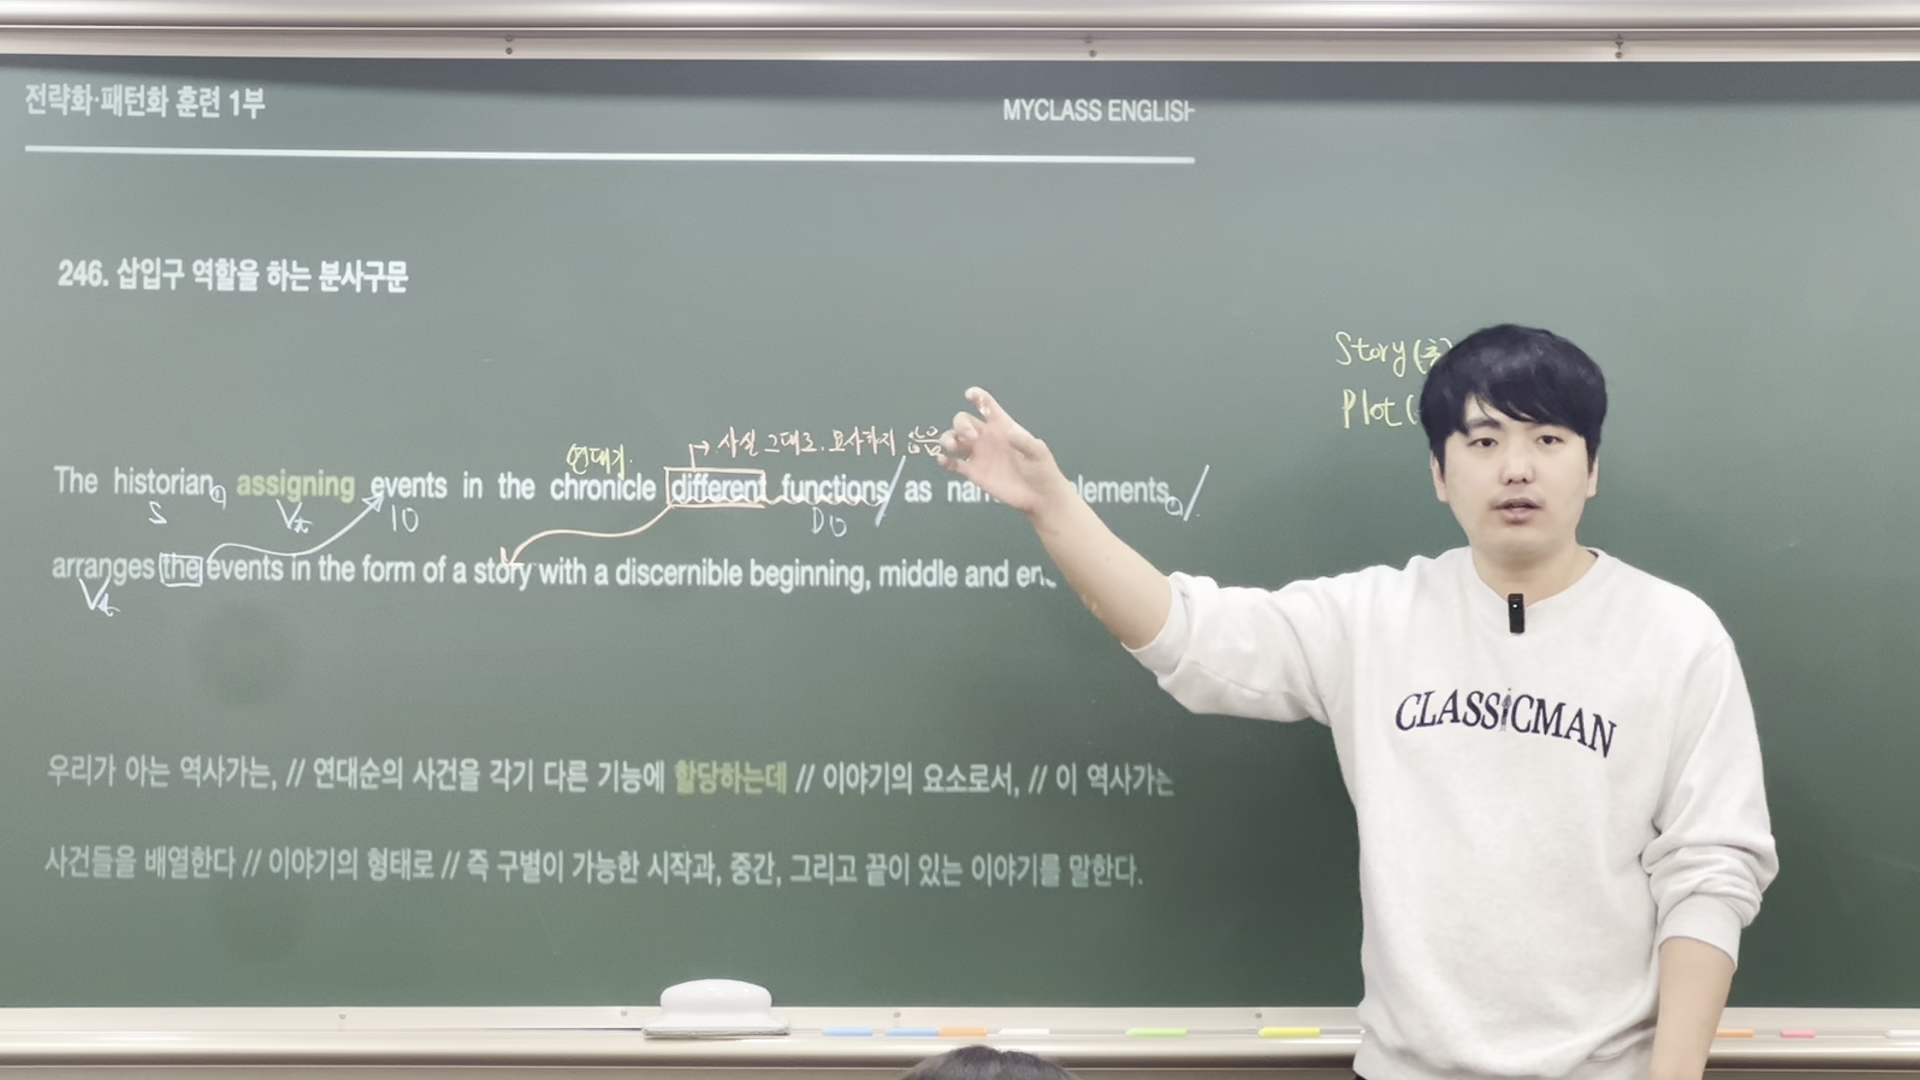 전략화·패턴화 훈련 1부
MYCLASS ENGLISH
246. 삽입구 역할을 하는 분사구문
Story(
Plot(
연대기. → 사실 그대로. 묘사하지
The historian, assigning events in the chronicle different functions as elements, /
S Vt IO DO
arranges the events in the form of a story with a discernible beginning, middle and
Vt
우리가 아는 역사가는, // 연대순의 사건을 각기 다른 기능에 할당하는데 // 이야기의 요소로서, // 이 역사가는
사건들을 배열한다 // 이야기의 형태로 // 즉 구별이 가능한 시작과, 중간, 그리고 끝이 있는 이야기를 말한다.
CLASSICMAN